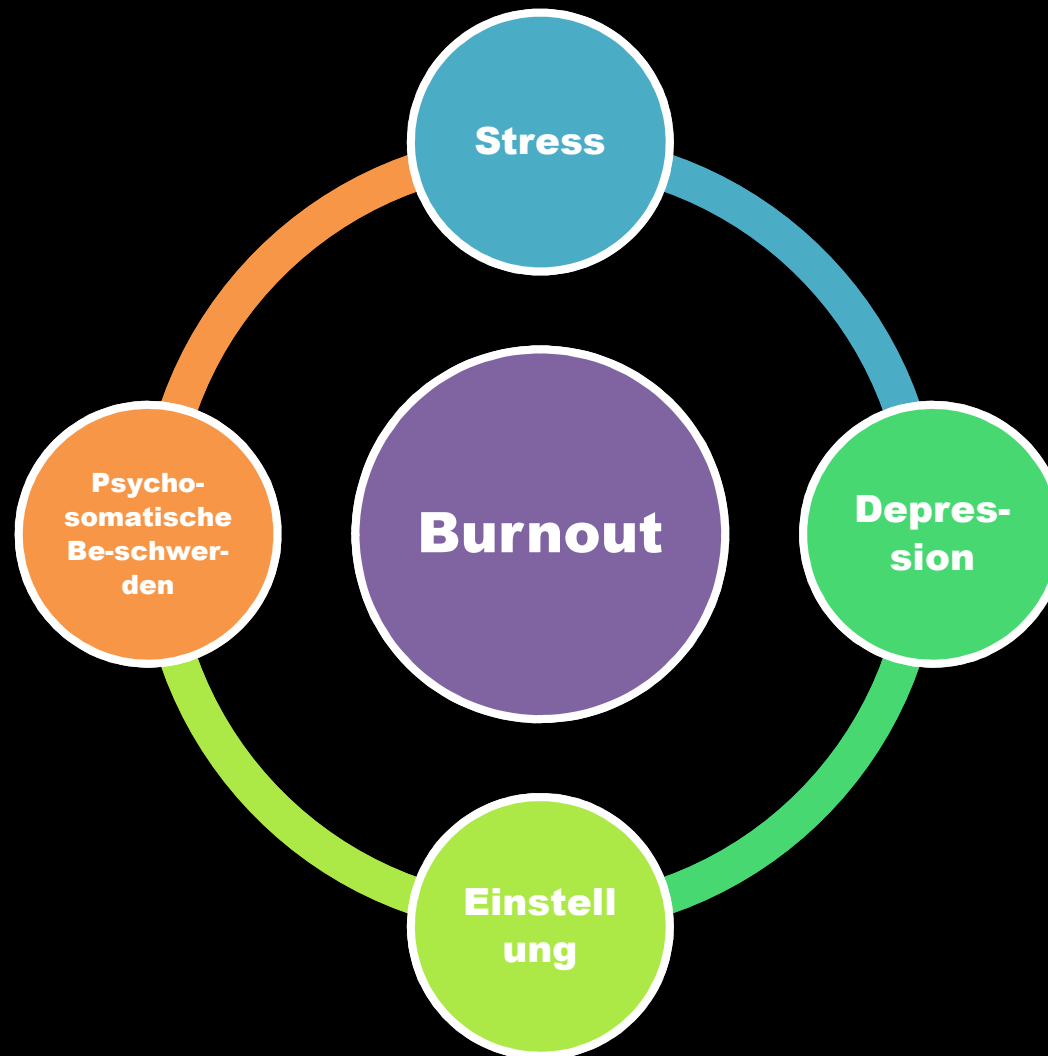 Stress
Psycho-
somatische
Be-schwer-
den
Burnout
Depres-
sion
Einstell
ung